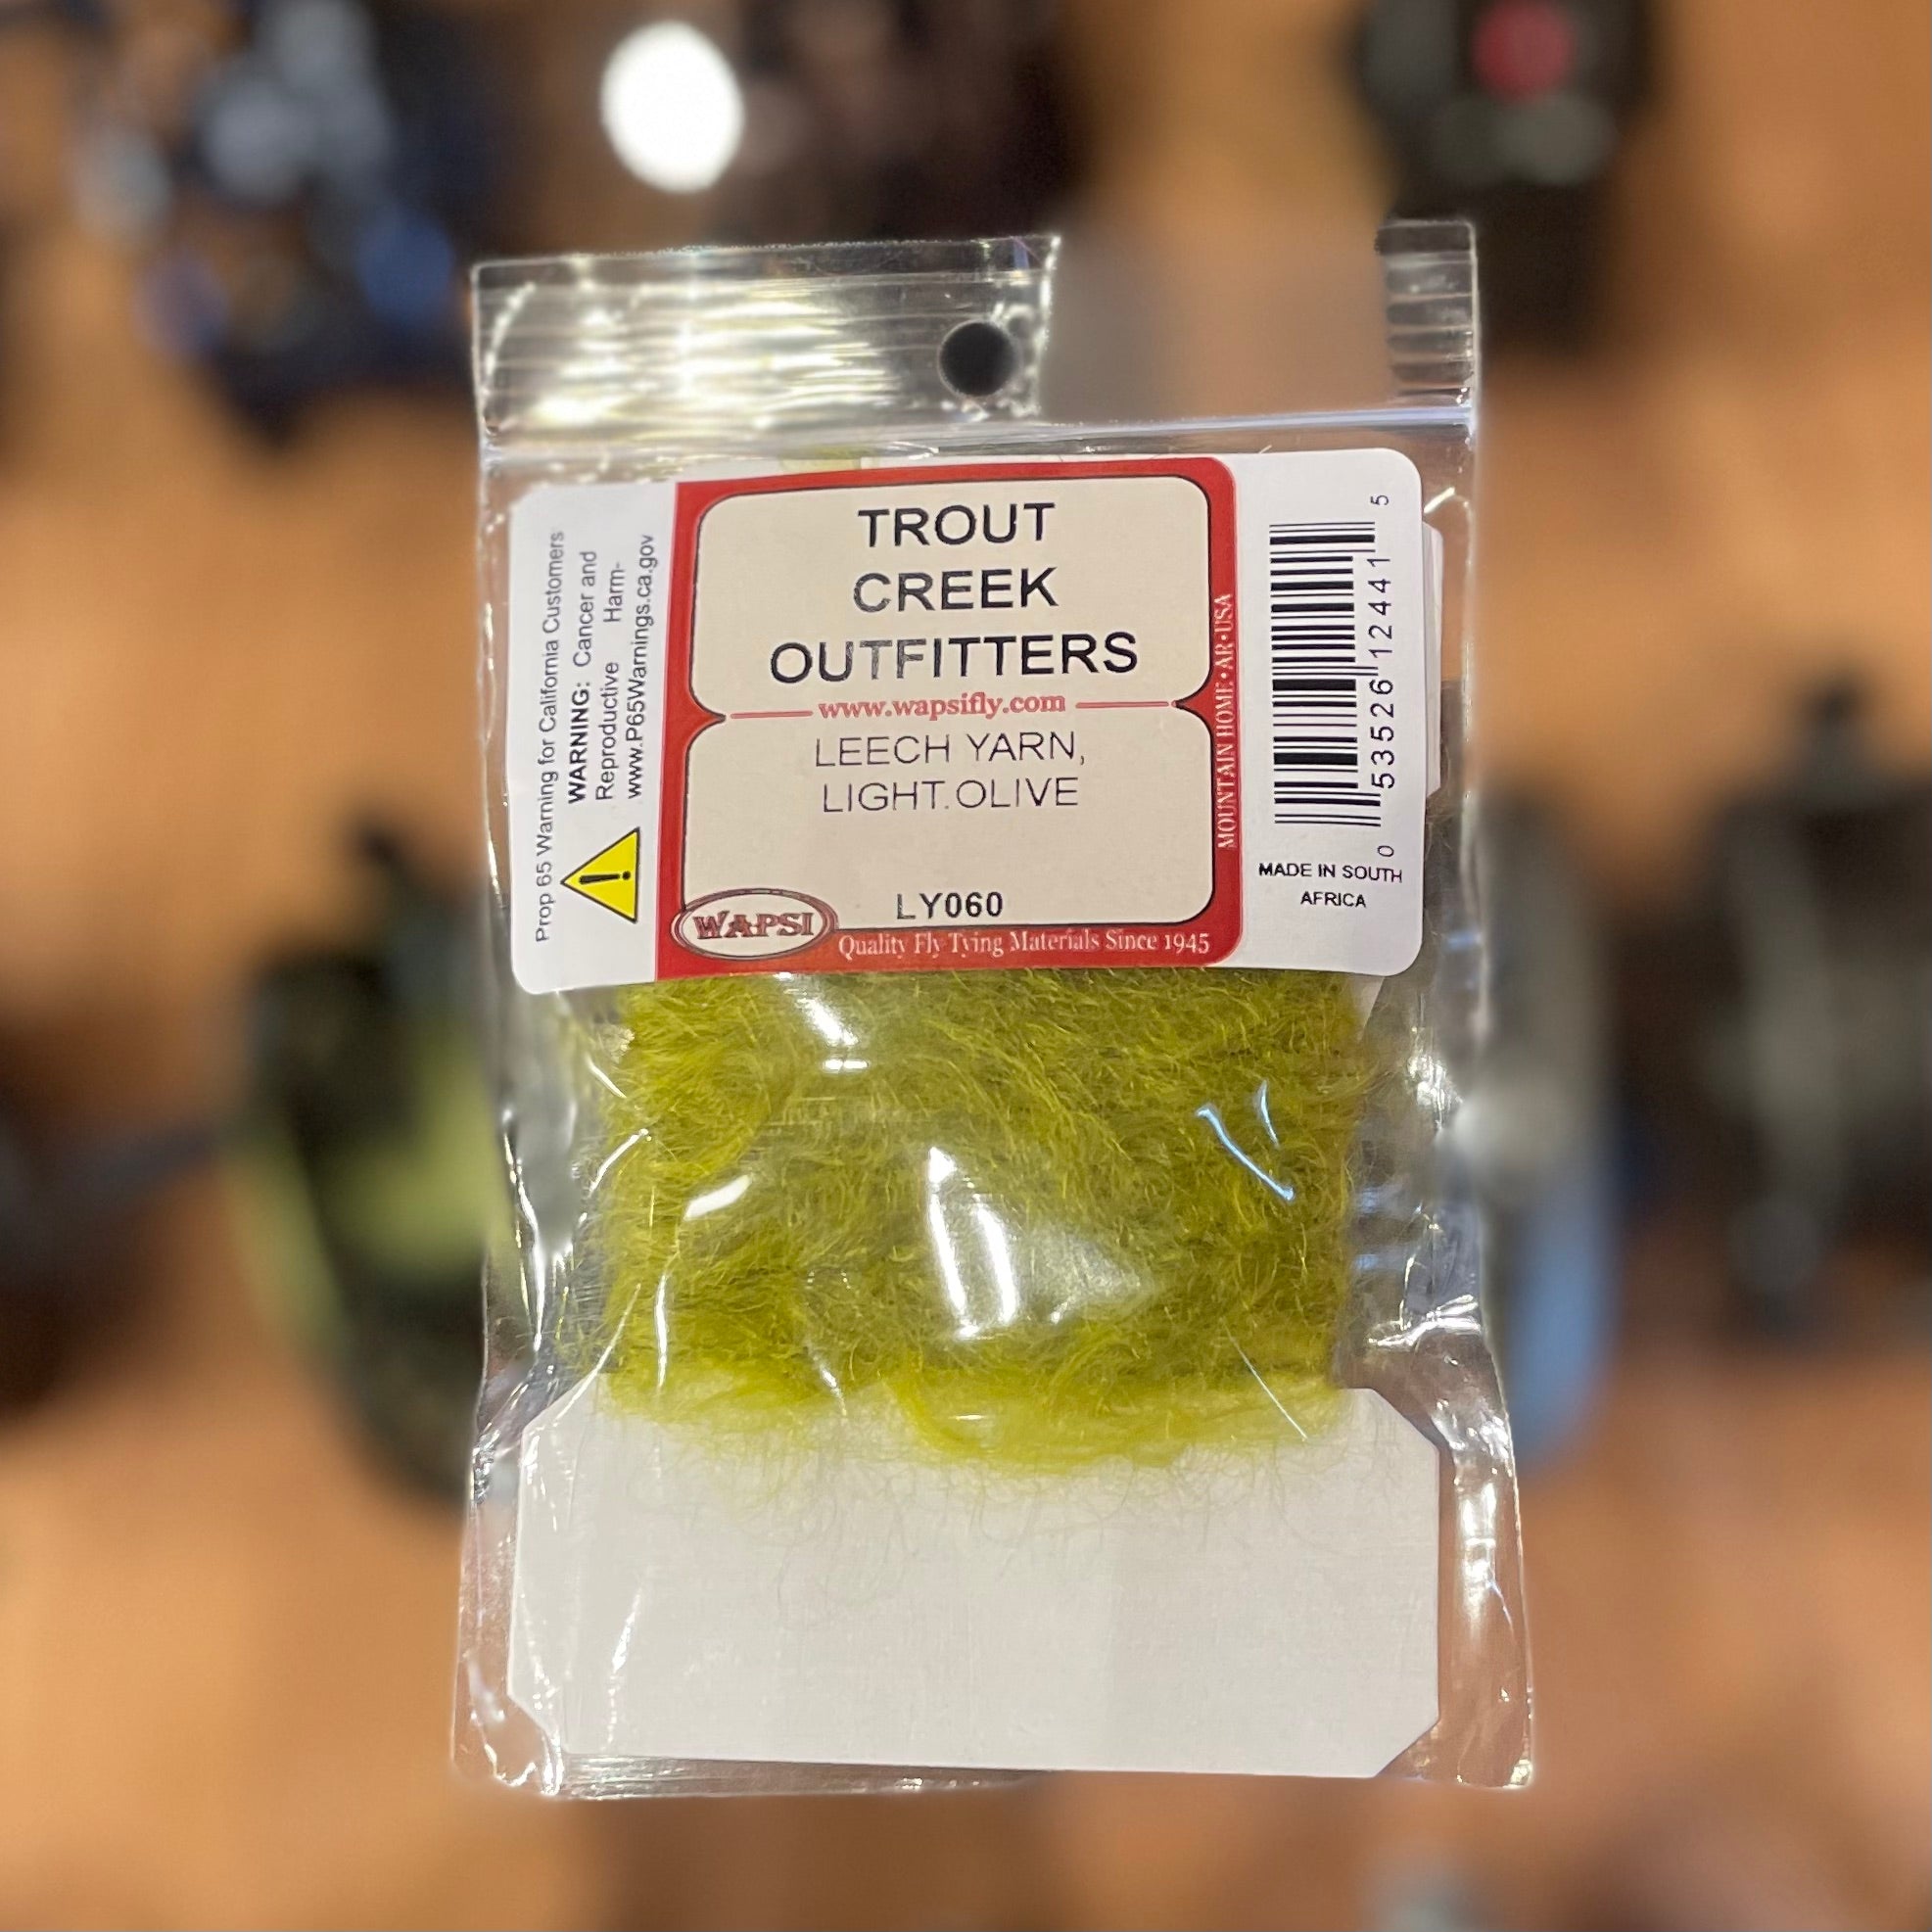 TROUT
CREEK
OUTFITTERS
www.wapsifly.com
LEECH YARN,
LIGHT.OLIVE
LY060
WAPSI
Quality Fly Tying Materials Since 1945
MOUNTAIN HOME•AR•USA
Prop 65 Warning for California Customers
WARNING: Cancer and
Reproductive Harm-
www.P65Warnings.ca.gov
!
0 53526 12441 5
MADE IN SOUTH
AFRICA